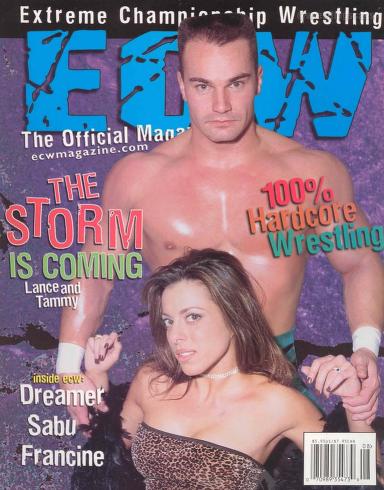 Extreme Championship Wrestling
ECW
The Official Maga
ecwmagazine.com
THE
STORM
IS COMING
Lance and
Tammy
100%
Hardcore
Wrestling
inside ecw:
Dreamer
Sabu
Francine